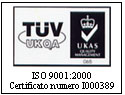 TÜV
UKQA
UKAS
QUALITY
MANAGEMENT
ISO 9001:2000
Certificato numero I000389